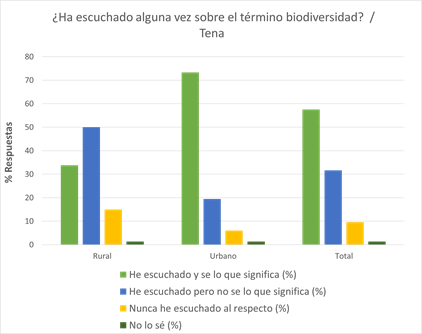 ¿Ha escuchado alguna vez sobre el término biodiversidad? /
Tena
% Respuestas
80
70
60
50
40
30
20
10
0
Rural Urbano Total
He escuchado y se lo que significa (%)
He escuchado pero no se lo que significa (%)
Nunca he escuchado al respecto (%)
No lo sé (%)